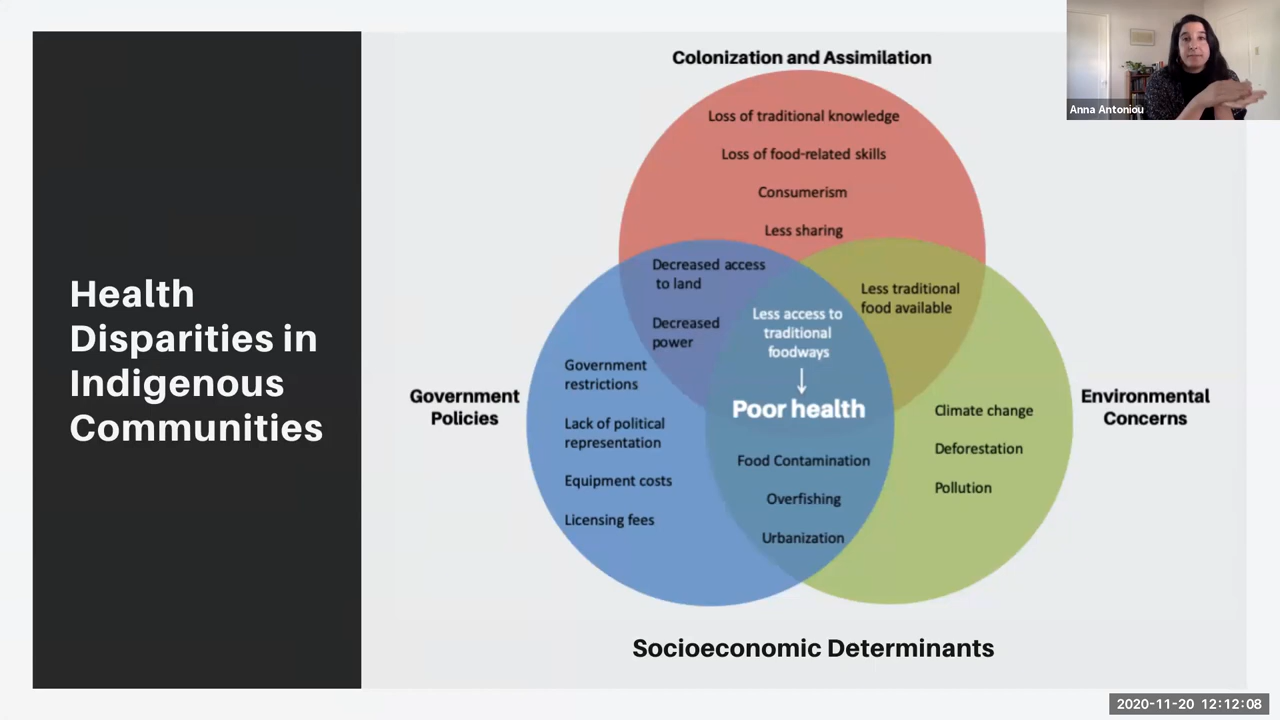 Health
Disparities in
Indigenous
Communities
Colonization and Assimilation
Loss of traditional knowledge
Loss of food-related skills
Consumerism
Less sharing
Decreased access
to land
Decreased
power
Less traditional
food available
Less access to
traditional
foodways
Poor health
Government
Policies
Government
restrictions
Lack of political
representation
Equipment costs
Licensing fees
Food Contamination
Overfishing
Urbanization
Climate change
Deforestation
Pollution
Environmental
Concerns
Socioeconomic Determinants
Anna Antoniou
2020-11-20 12:12:08